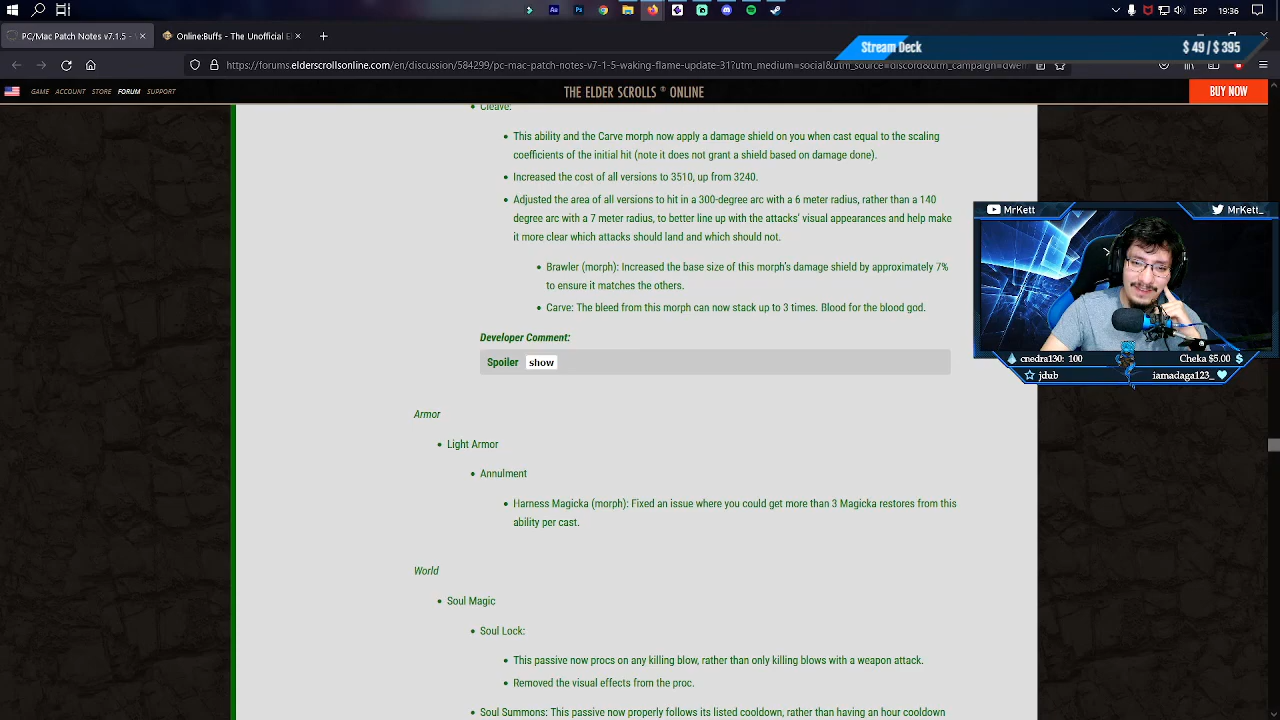 SP 19:36
PC/Mac Patch Notes v7.1.5 -
Online:Buffs - The Unofficial E
Stream Deck
$ 49 / $ 395
https://forums.elderscrollsonline.com/en/discussion/584299/pc-mac-patch-notes-v7-1-5-waking-flame-update-31?utm_medium=social&utm_source=discord&utm_campaign=dwem
GAME ACCOUNT STORE FORUM SUPPORT
THE ELDER SCROLLS ® ONLINE
BUY NOW
• Cleave:
• This ability and the Carve morph now apply a damage shield on you when cast equal to the scaling
coefficients of the initial hit (note it does not grant a shield based on damage done).
• Increased the cost of all versions to 3510, up from 3240.
• Adjusted the area of all versions to hit in a 300-degree arc with a 6 meter radius, rather than a 140
degree arc with a 7 meter radius, to better line up with the attacks' visual appearances and help make
it more clear which attacks should land and which should not.
• Brawler (morph): Increased the base size of this morph's damage shield by approximately 7%
to ensure it matches the others.
• Carve: The bleed from this morph can now stack up to 3 times. Blood for the blood god.
Developer Comment:
Spoiler show
Armor
• Light Armor
• Annulment
• Harness Magicka (morph): Fixed an issue where you could get more than 3 Magicka restores from this
ability per cast.
World
• Soul Magic
• Soul Lock:
• This passive now procs on any killing blow, rather than only killing blows with a weapon attack.
• Removed the visual effects from the proc.
• Soul Summons: This passive now properly follows its listed cooldown, rather than having an hour cooldown
MrKett
MrKett_
cnedra130: 100
Cheka $5.00
jdub
iamadaga123_